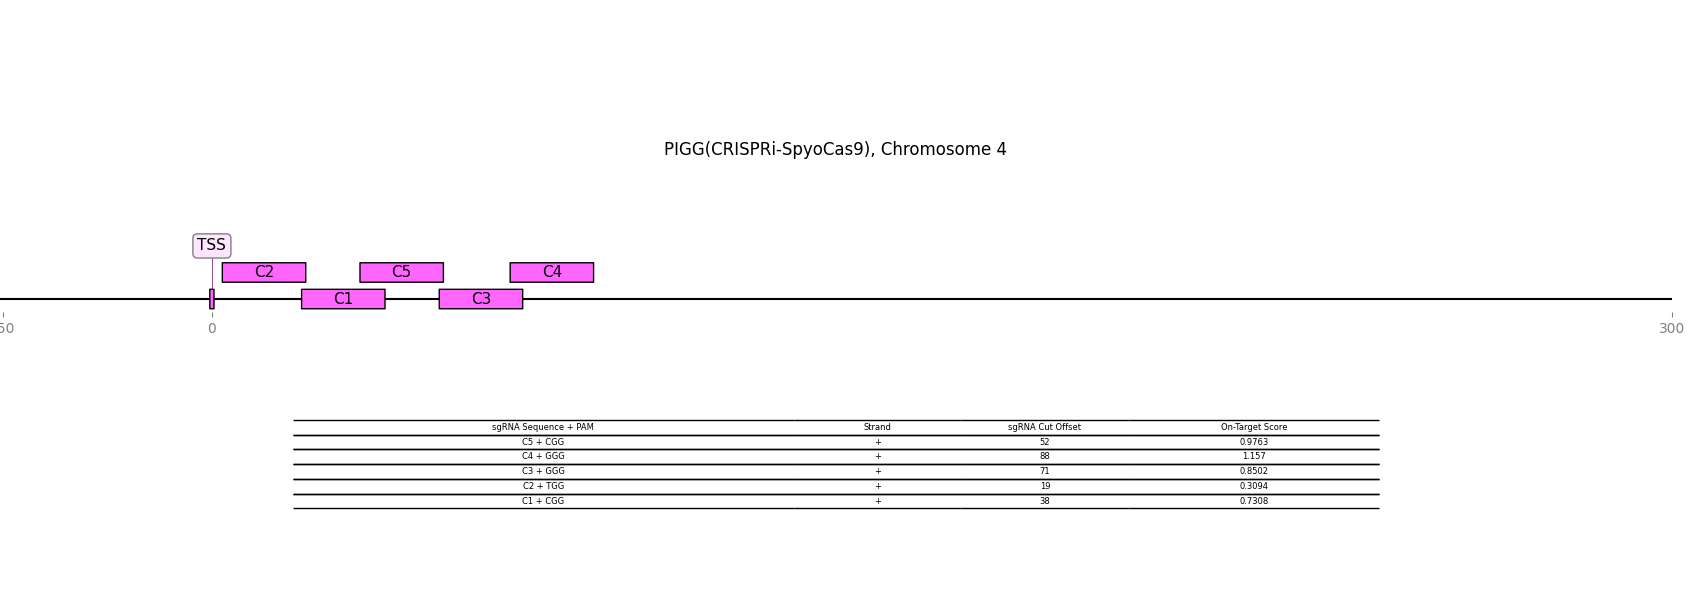 PIGG(CRISPRi-SpyoCas9), Chromosome 4
TSS
C2 C5 C4
C1 C3
50 0 300
sgRNA Sequence + PAM Strand sgRNA Cut Offset On-Target Score
C5 + CGG + 52 0.9763
C4 + GGG + 88 1.157
C3 + GGG + 71 0.8502
C2 + TGG + 19 0.3094
C1 + CGG + 38 0.7308